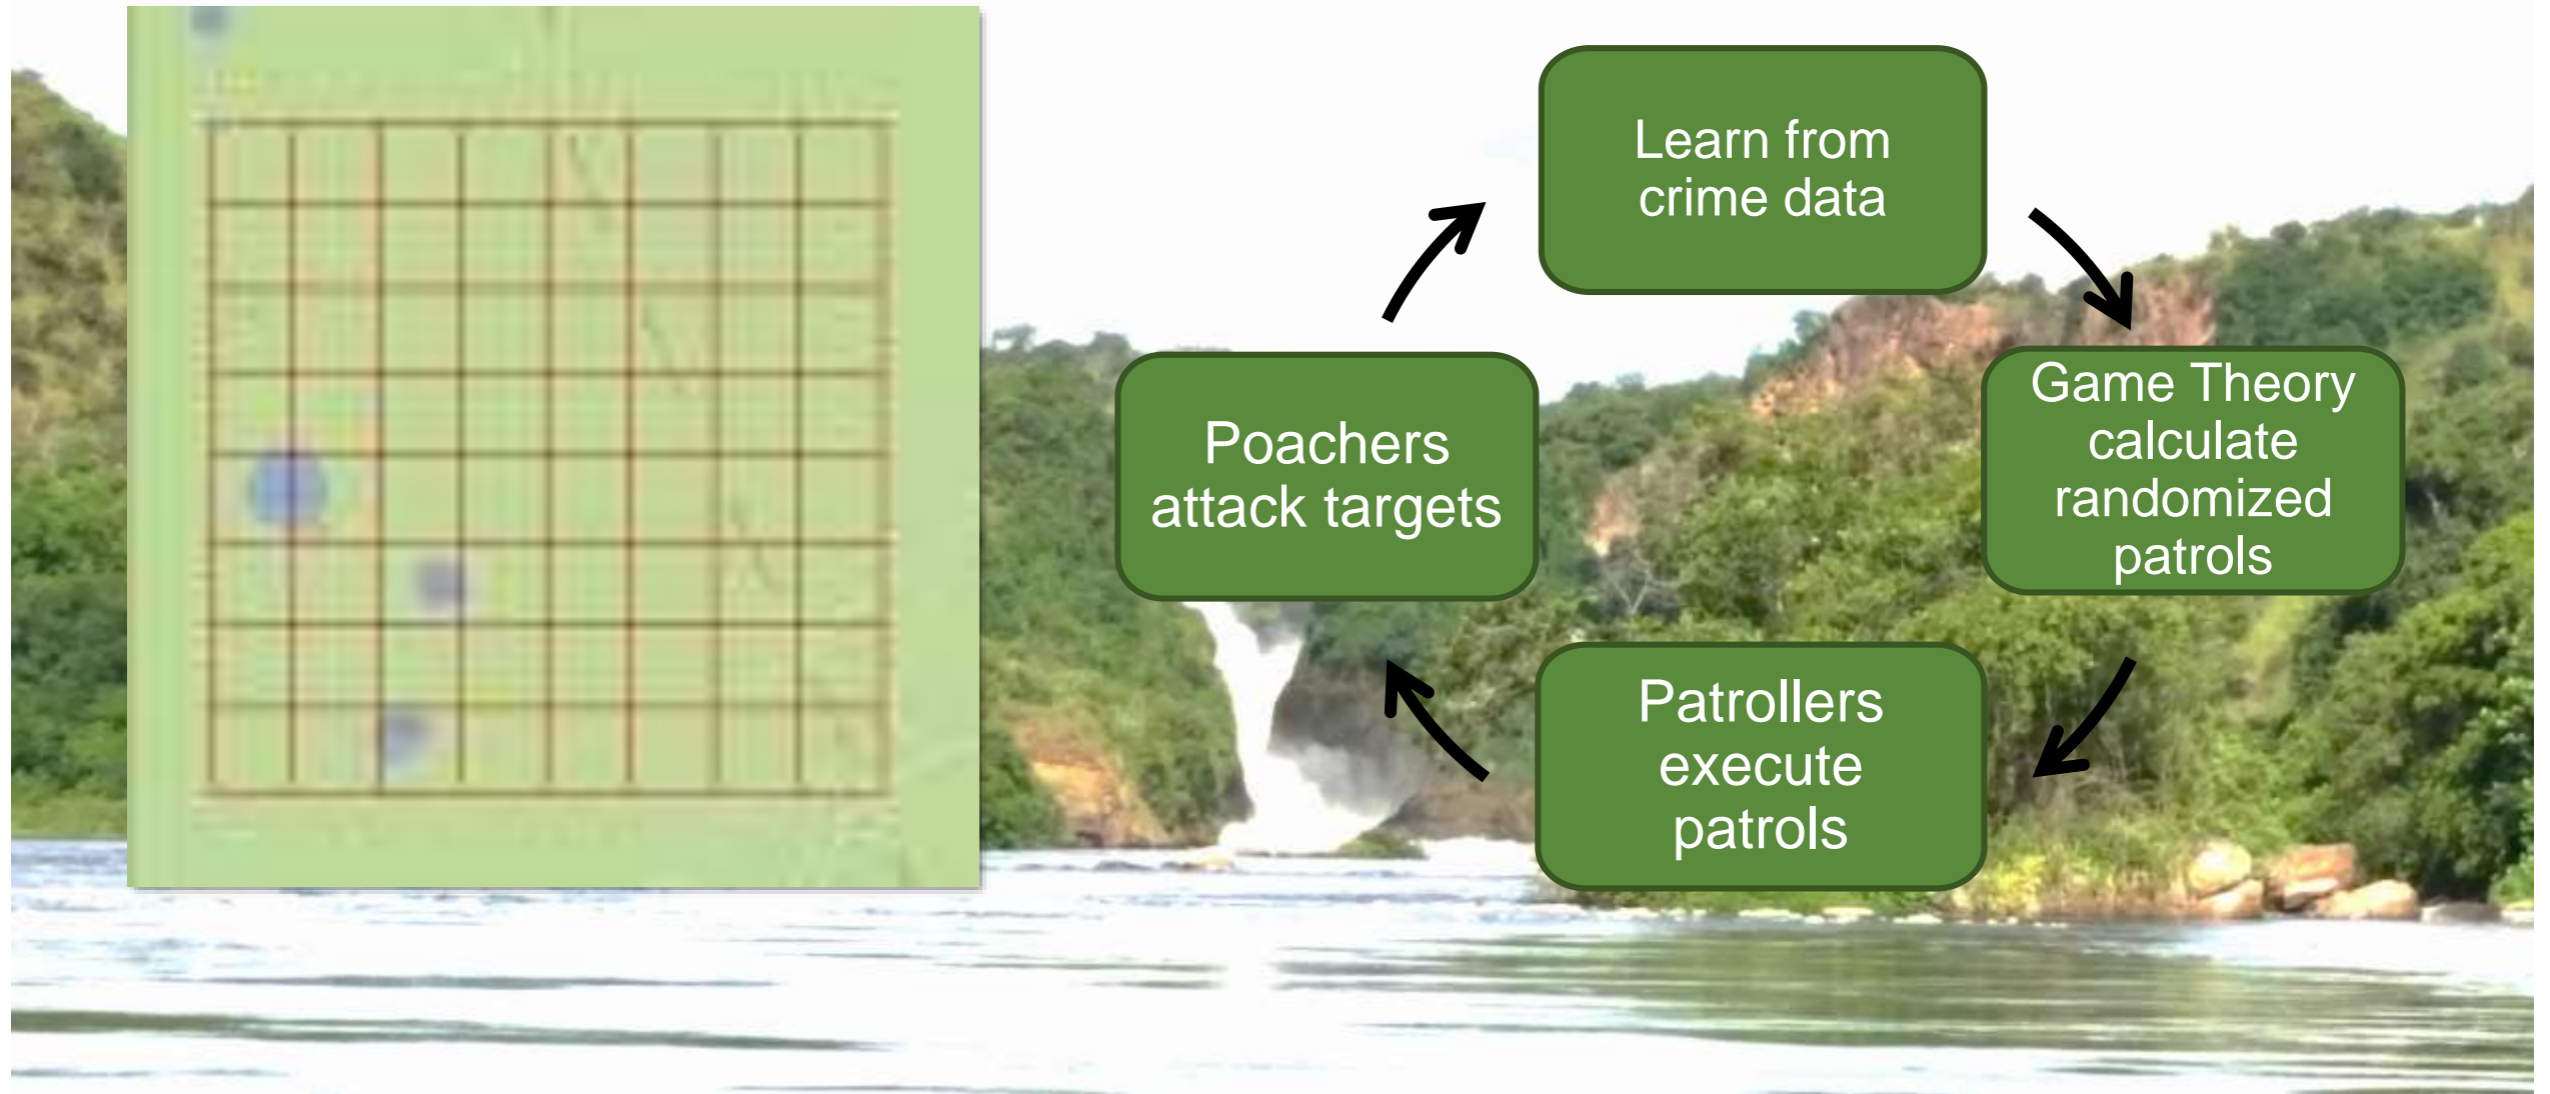 Learn from
crime data
Game Theory
calculate
randomized
patrols
Patrollers
execute
patrols
Poachers
attack targets